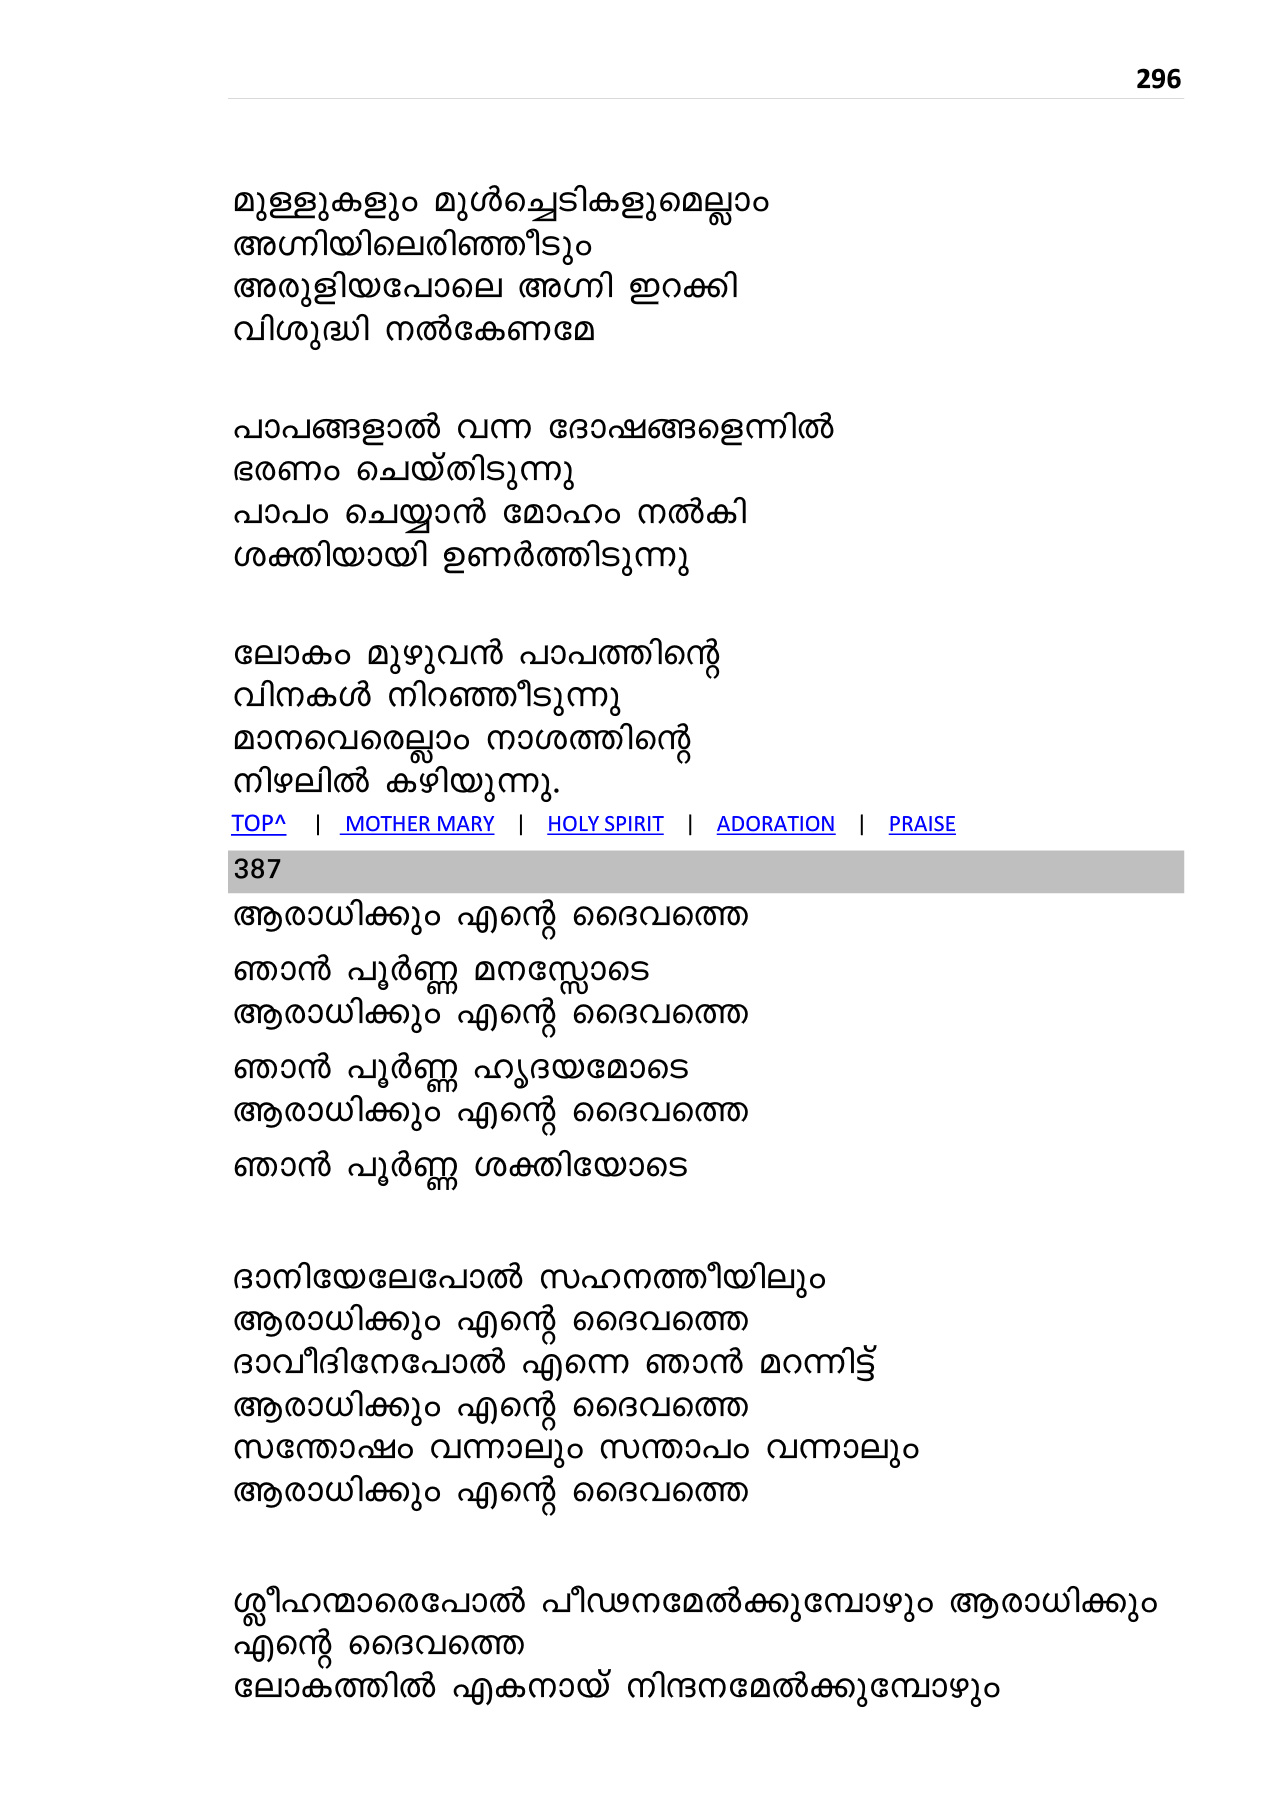 296
മുള്ളുകളും മുൾച്ചെടികളുമെല്ലാം
അഗ്നിയിലെരിഞ്ഞീടും
അരുളിയപോലെ അഗ്നി ഇറക്കി
വിശുദ്ധി നൽകേണമേ
പാപങ്ങളാൽ വന്ന ദോഷങ്ങളെന്നിൽ
ഭരണം ചെയ്തിടുന്നു
പാപം ചെയ്യാൻ മോഹം നൽകി
ശക്തിയായി ഉണർത്തിടുന്നു
ലോകം മുഴുവൻ പാപത്തിന്റെ
വിനകൾ നിറഞ്ഞീടുന്നു
മാനവെരെല്ലാം നാശത്തിന്റെ
നിഴലിൽ കഴിയുന്നു.
TOP^ | MOTHER MARY | HOLY SPIRIT | ADORATION | PRAISE
387
ആരാധിക്കും എന്റെ ദൈവത്തെ
ഞാൻ പൂർണ്ണ മനസ്സോടെ
ആരാധിക്കും എന്റെ ദൈവത്തെ
ഞാൻ പൂർണ്ണ ഹൃദയമോടെ
ആരാധിക്കും എന്റെ ദൈവത്തെ
ഞാൻ പൂർണ്ണ ശക്തിയോടെ
ദാനിയേലേപോൽ സഹനത്തീയിലും
ആരാധിക്കും എന്റെ ദൈവത്തെ
ദാവീദിനേപോൽ എന്നെ ഞാൻ മറന്നിട്ട്
ആരാധിക്കും എന്റെ ദൈവത്തെ
സന്തോഷം വന്നാലും സന്താപം വന്നാലും
ആരാധിക്കും എന്റെ ദൈവത്തെ
ശ്ലീഹന്മാരെപോൽ പീഢനമേൽക്കുമ്പോഴും ആരാധിക്കും
എന്റെ ദൈവത്തെ
ലോകത്തിൽ എകനായ് നിന്ദനമേൽക്കുമ്പോഴും